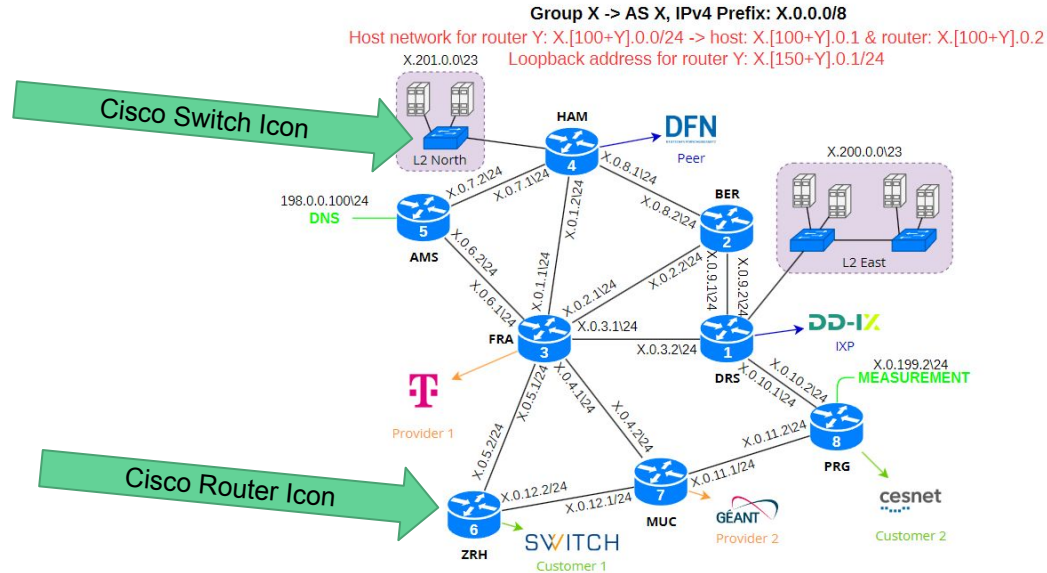 Group X -> AS X, IPv4 Prefix: X.0.0.0/8
Host network for router Y: X.[100+Y].0.0/24 -> host: X.[100+Y].0.1 & router: X.[100+Y].0.2
Loopback address for router Y: X.[150+Y].0.1/24
X.201.0.0\23
Cisco Switch Icon
L2 North
HAM
4
DFN
Peer
X.200.0.0\23
L2 East
X.0.7.2\24
X.0.7.1\24
X.0.8.1\24
X.0.8.2\24
BER
2
198.0.0.100\24
DNS
5
AMS
X.0.1.2\24
X.0.1.1\24
X.0.6.2\24
X.0.6.1\24
X.0.2.2\24
X.0.2.1\24
X.0.9.1\24
X.0.9.2\24
FRA
3
X.0.3.1\24
X.0.3.2\24
1
DRS
DD-IX
IXP
T
Provider 1
X.0.5.1/24
X.0.5.2/24
X.0.4.1\24
X.0.4.2\24
X.0.10.2\24
X.0.10.1\24
X.0.199.2\24
MEASUREMENT
8
PRG
X.0.11.2\24
X.0.11.1/24
Cisco Router Icon
X.0.12.2/24
X.0.12.1/24
6
ZRH
7
MUC
SWITCH
Customer 1
GÉANT
Provider 2
cesnet
Customer 2